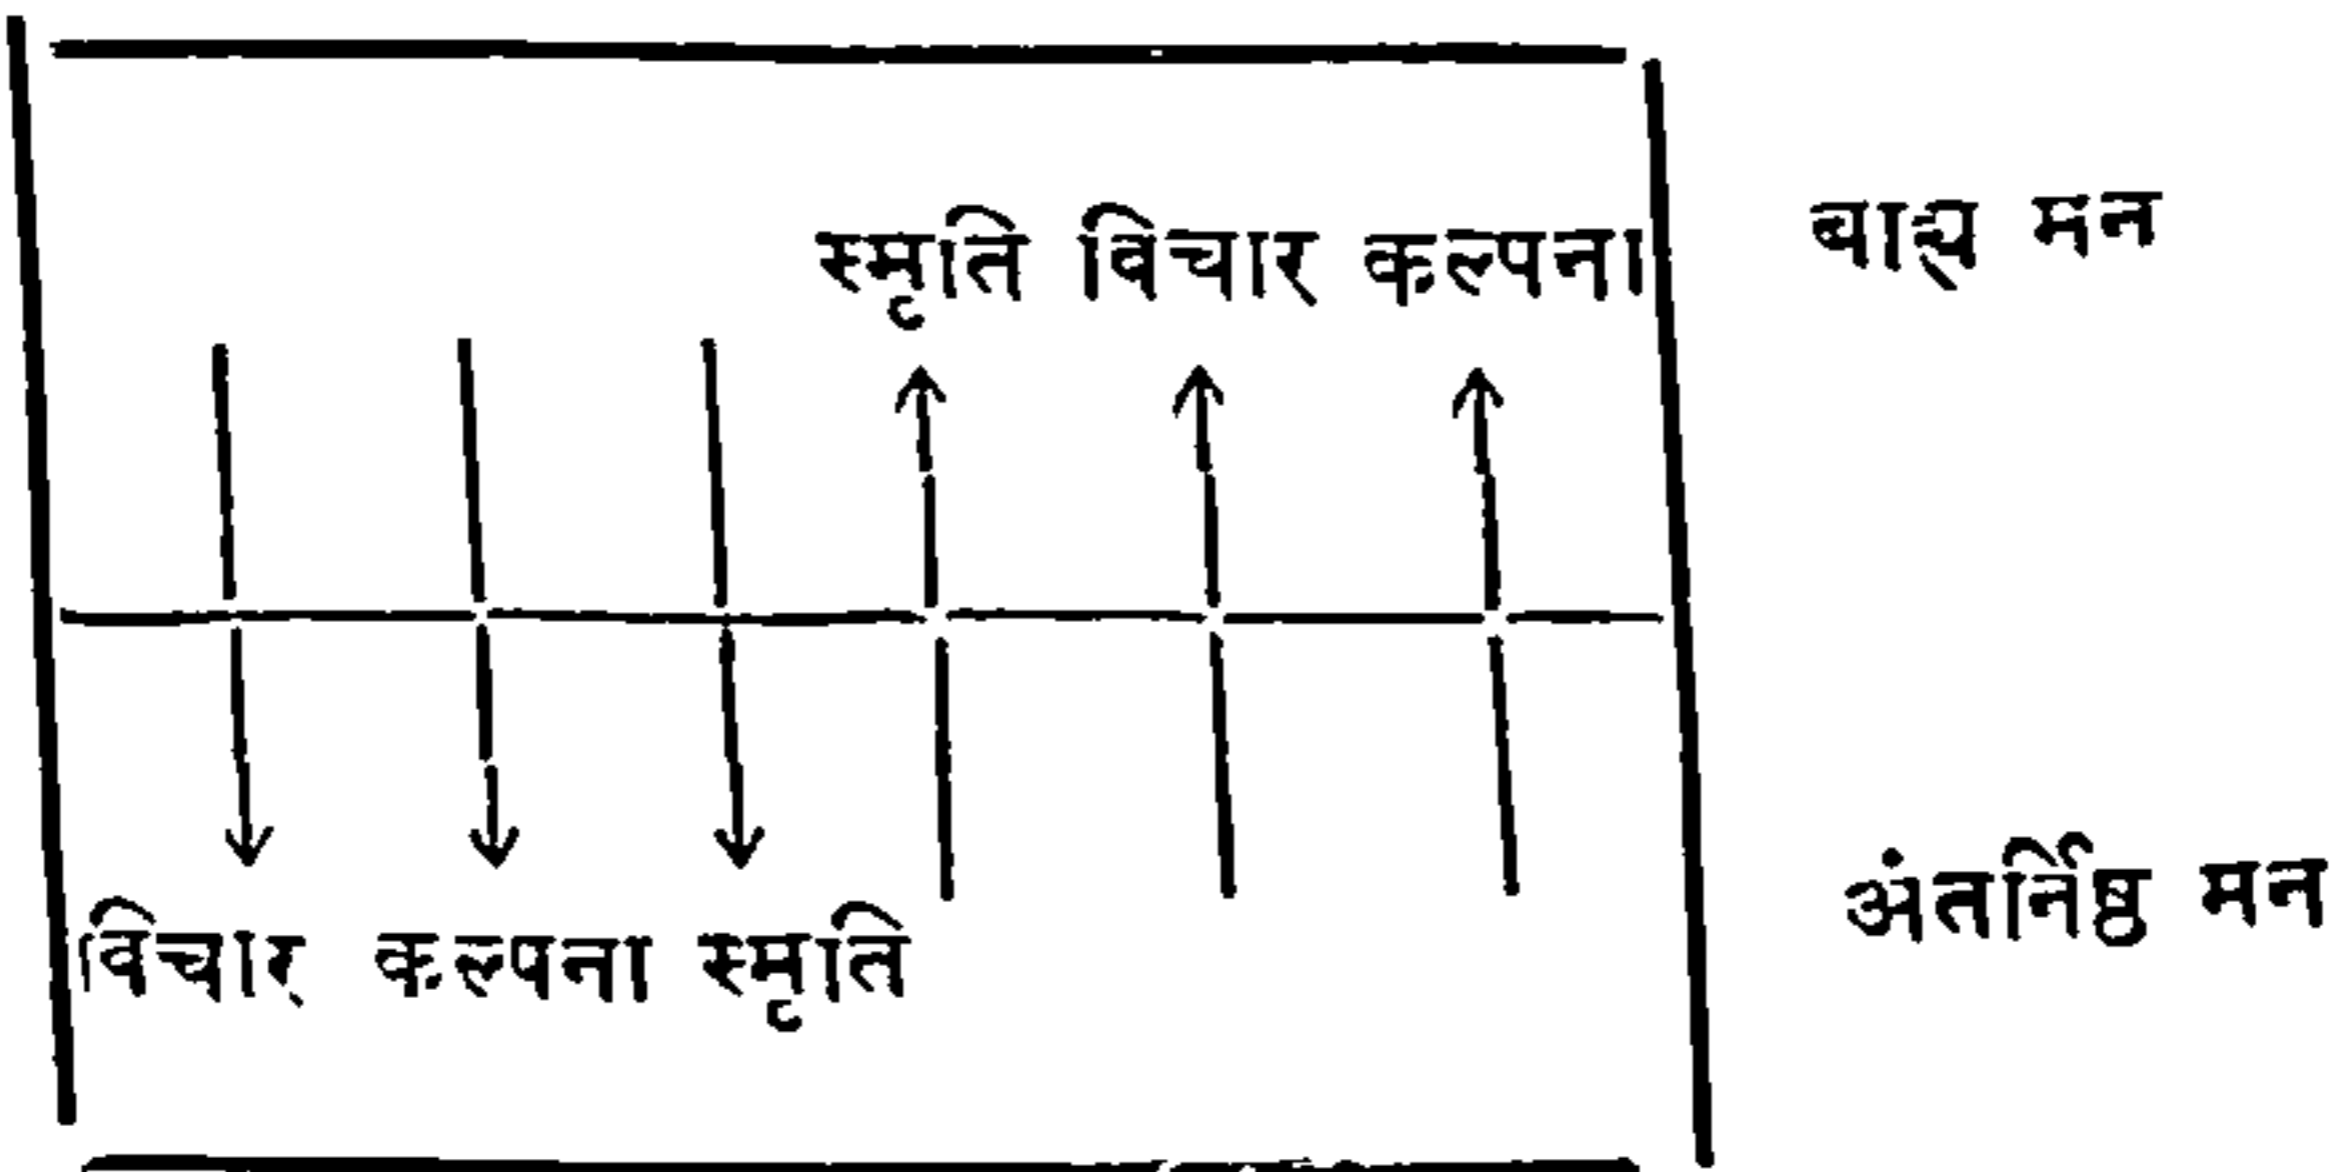 स्मृति विचार कल्पना
बाह्य मन
विचार कल्पना स्मृति
अंतर्निष्ठ मन